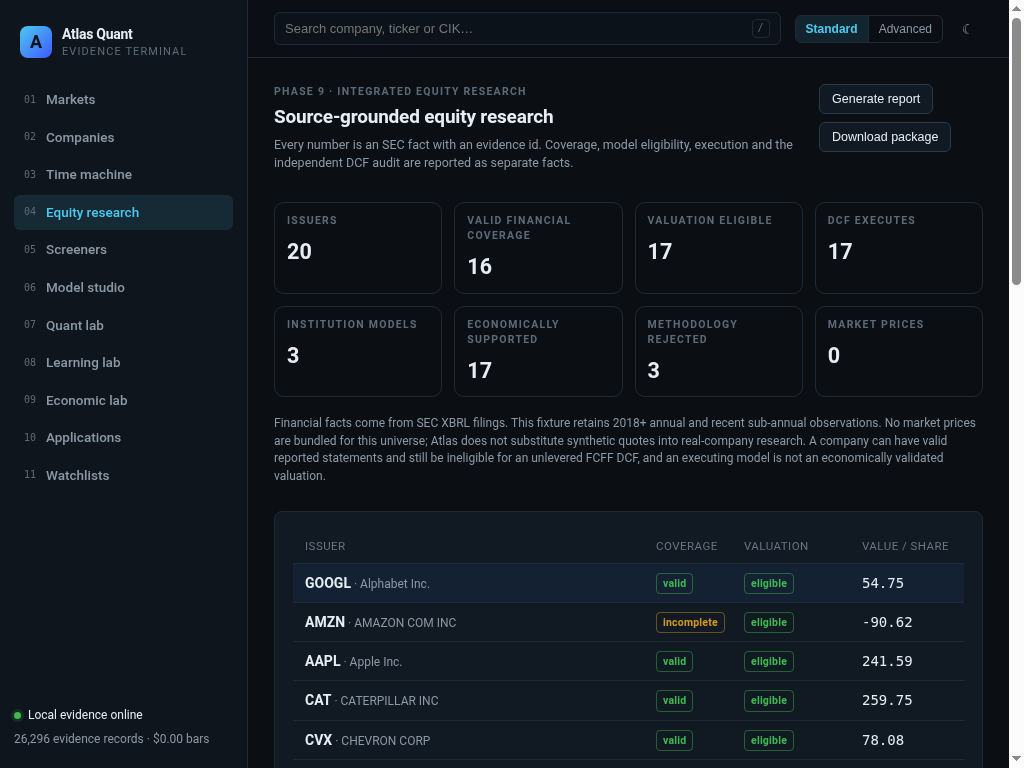 A
Atlas Quant
EVIDENCE TERMINAL
01 Markets
02 Companies
03 Time machine
04 Equity research
05 Screeners
06 Model studio
07 Quant lab
08 Learning lab
09 Economic lab
10 Applications
11 Watchlists
Local evidence online
26,296 evidence records · $0.00 bars
Search company, ticker or CIK… /
Standard Advanced ☾
PHASE 9 · INTEGRATED EQUITY RESEARCH
Source-grounded equity research
Every number is an SEC fact with an evidence id. Coverage, model eligibility, execution and the
independent DCF audit are reported as separate facts.
Generate report
Download package
ISSUERS
20
VALID FINANCIAL
COVERAGE
16
VALUATION ELIGIBLE
17
DCF EXECUTES
17
INSTITUTION MODELS
3
ECONOMICALLY
SUPPORTED
17
METHODOLOGY
REJECTED
3
MARKET PRICES
0
Financial facts come from SEC XBRL filings. This fixture retains 2018+ annual and recent sub-annual observations. No market prices
are bundled for this universe; Atlas does not substitute synthetic quotes into real-company research. A company can have valid
reported statements and still be ineligible for an unlevered FCFF DCF, and an executing model is not an economically validated
valuation.
ISSUER COVERAGE VALUATION VALUE / SHARE
GOOGL · Alphabet Inc. valid eligible 54.75
AMZN · AMAZON COM INC incomplete eligible -90.62
AAPL · Apple Inc. valid eligible 241.59
CAT · CATERPILLAR INC valid eligible 259.75
CVX · CHEVRON CORP valid eligible 78.08